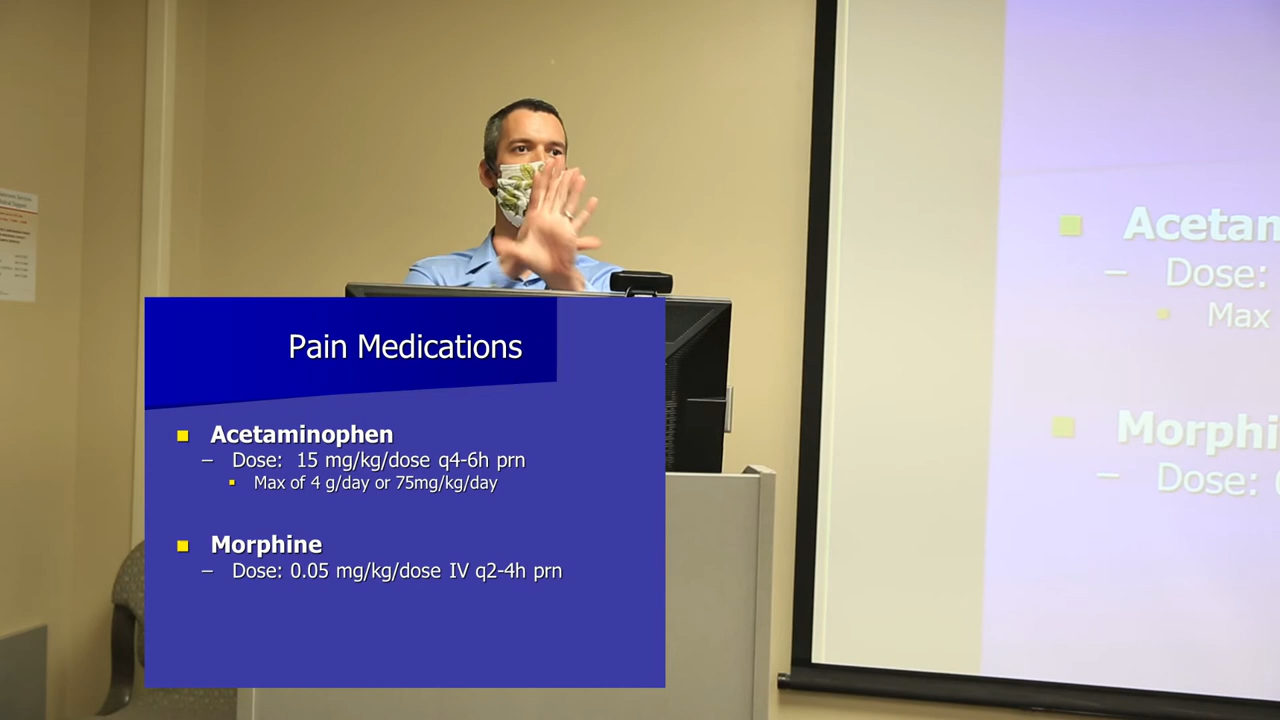 Pain Medications
Acetaminophen
– Dose: 15 mg/kg/dose q4-6h prn
Max of 4 g/day or 75mg/kg/day
Morphine
– Dose: 0.05 mg/kg/dose IV q2-4h prn
Acetam
– Dose:
Max
Morphi
– Dose: